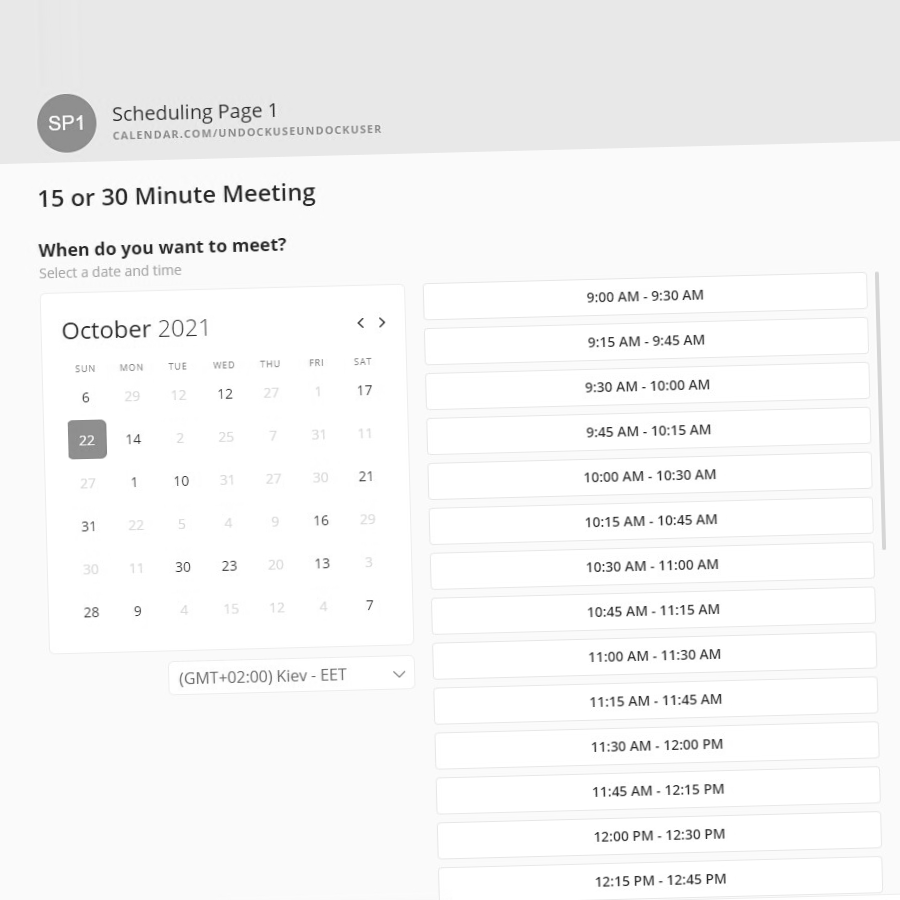 SP1
Scheduling Page 1
CALENDAR.COM/UNDOCKUSEUNDOCKUSER
15 or 30 Minute Meeting
When do you want to meet?
Select a date and time
October 2021
SUN MON TUE WED THU FRI SAT
6 29 12 12 27 1 17
22 14 2 25 7 31 11
27 1 10 31 27 30 21
31 22 5 4 9 16 29
30 11 30 23 20 13 3
28 9 4 15 12 4 7
(GMT+02:00) Kiev - EET
9:00 AM - 9:30 AM
9:15 AM - 9:45 AM
9:30 AM - 10:00 AM
9:45 AM - 10:15 AM
10:00 AM - 10:30 AM
10:15 AM - 10:45 AM
10:30 AM - 11:00 AM
10:45 AM - 11:15 AM
11:00 AM - 11:30 AM
11:15 AM - 11:45 AM
11:30 AM - 12:00 PM
11:45 AM - 12:15 PM
12:00 PM - 12:30 PM
12:15 PM - 12:45 PM